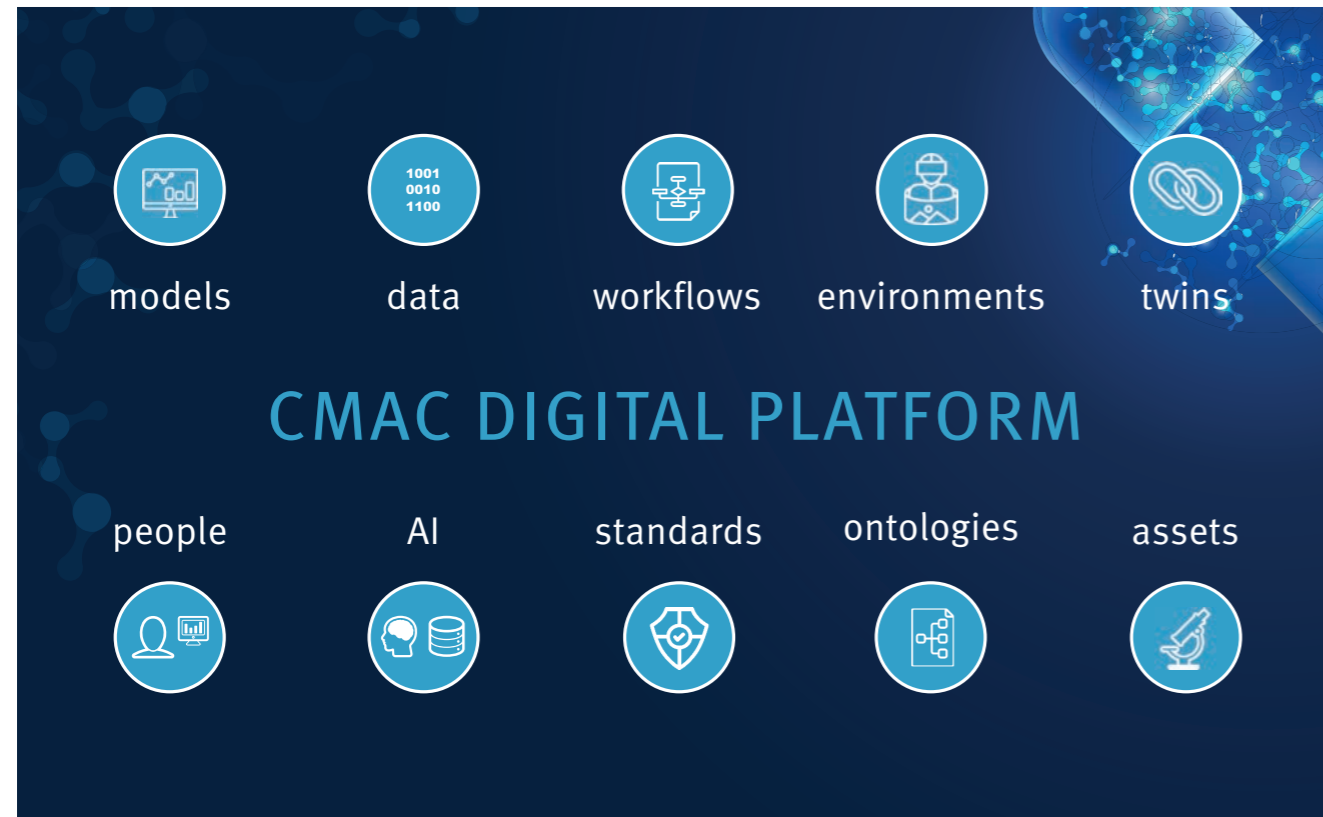 1001
0010
1100
models data workflows environments twins
CMAC DIGITAL PLATFORM
people AI standards ontologies assets